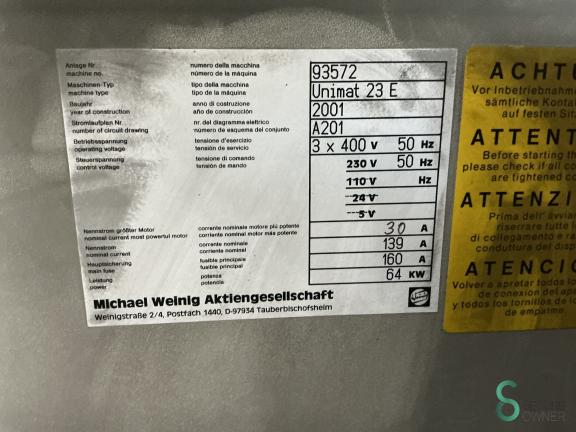 Anlage Nr. numero della macchina 93572
machine no. número de la máquina
Maschinen-Typ tipo della macchina Unimat 23 E
machine type tipo de la máquina
Baujahr anno di costruzione 2001
year of construction año de construcción
Stromlaufplan Nr. nr. del diagramma elettrico A201
number of circuit drawing número de esquema del conjunto
Betriebsspannung tensione d'esercizio 3 x 400 V 50 Hz
operating voltage tensión de servicio
Steuerspannung tensione di comando 230 V 50 Hz
control voltage tensión de mando
110 V Hz
24 V
5 V
Nennstrom größter Motor corrente nominale motore più potente 30 A
nominal current most powerful motor corriente nominal motor más potente
Nennstrom corrente nominale 139 A
nominal current corriente nominal
Hauptsicherung fusibile principale 160 A
main fuse fusible principal
Leistung potenza 64 KW
power potencia
Michael Weinig Aktiengesellschaft
Weinigstraße 2/4, Postfach 1440, D-97934 Tauberbischofsheim
ACHTU
Vor Inbetriebnahm
sämtliche Konta
auf festen Sit
ATTENT
Before starting th
please check if all co
are tightened c
ATTENZI
Prima dell' avvia
riserrare tutte l
di collegamento e ra
conduttura del disp
ATENCIO
Volver a apretar todos lo
de conexión del apa
y todos los tornillos de lo
de empalme.
OWNER